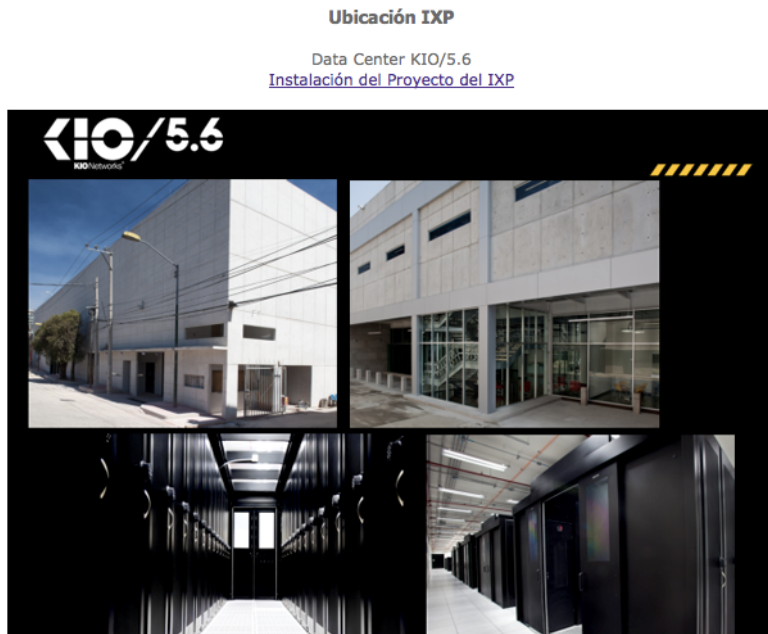 Ubicación IXP
Data Center KIO/5.6
Instalación del Proyecto del IXP
KIO/5.6
KIO Networks®